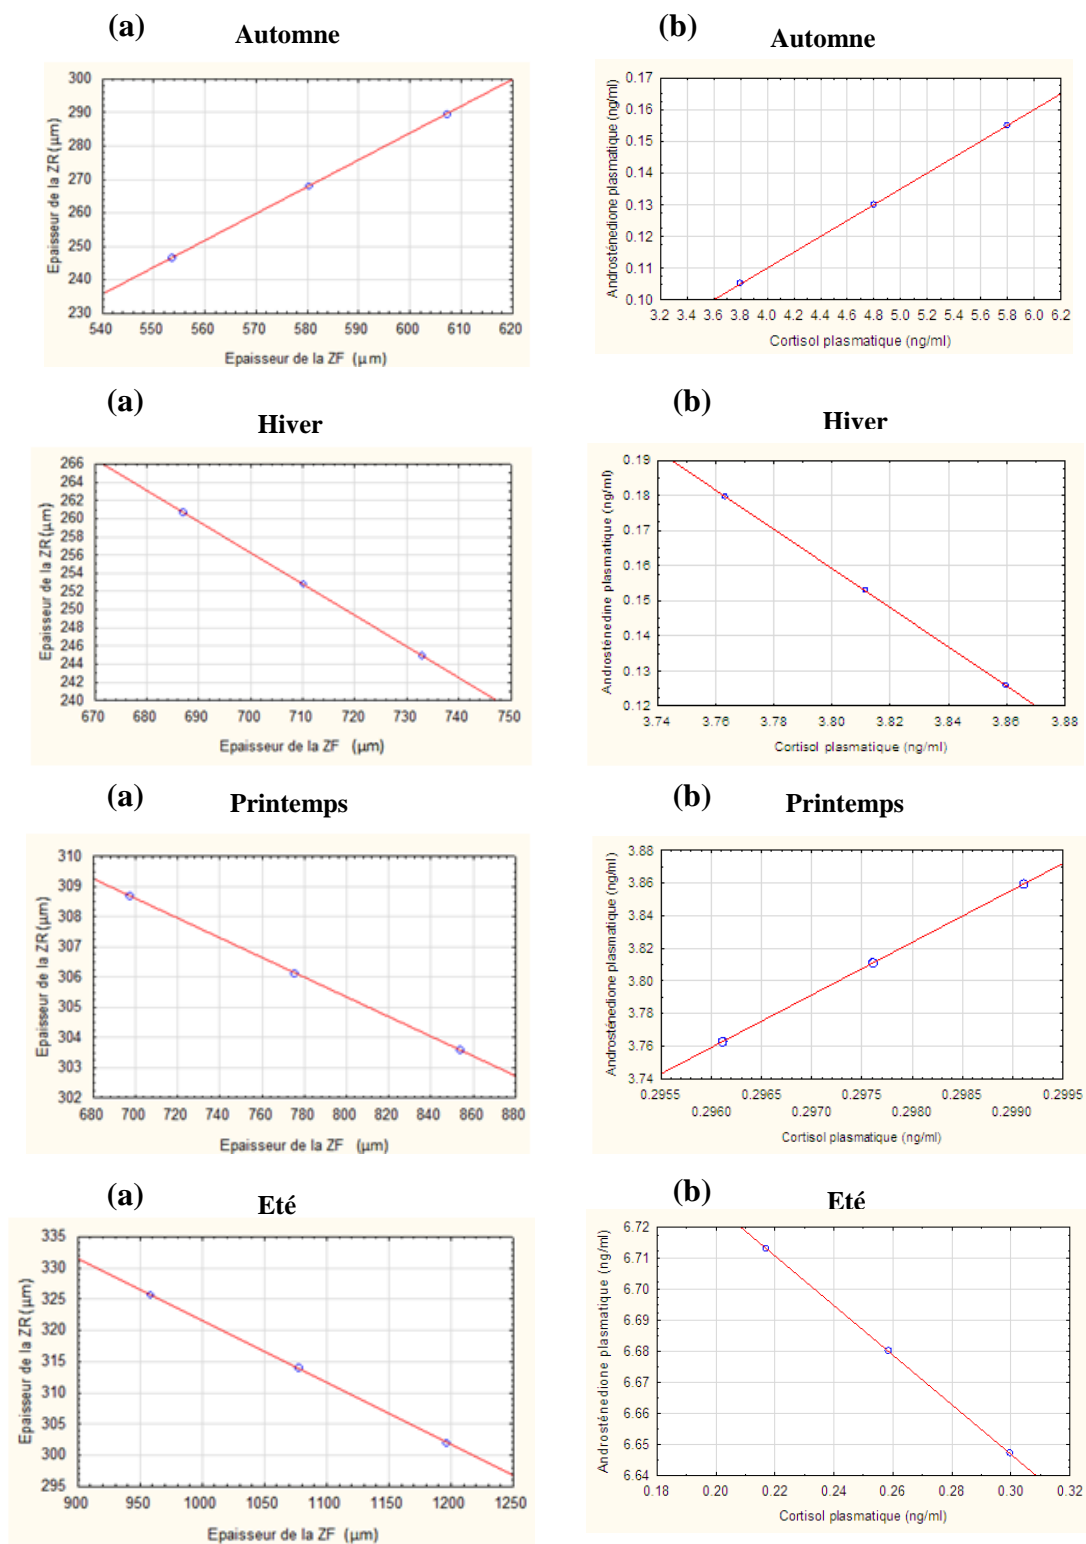 (a)
Automne
Epaisseur de la ZR (µm)
300
290
280
270
260
250
240
230
540 550 560 570 580 590 600 610 620
Epaisseur de la ZF (µm)
(b)
Automne
Androsténedione plasmatique (ng/ml)
0.17
0.16
0.15
0.14
0.13
0.12
0.11
0.10
3.2 3.4 3.6 3.8 4.0 4.2 4.4 4.6 4.8 5.0 5.2 5.4 5.6 5.8 6.0 6.2
Cortisol plasmatique (ng/ml)
(a)
Hiver
Epaisseur de la ZR(µm)
266
264
262
260
258
256
254
252
250
248
246
244
242
240
670 680 690 700 710 720 730 740 750
Epaisseur de la ZF (µm)
(b)
Hiver
Androsténedine plasmatique (ng/ml)
0.19
0.18
0.17
0.16
0.15
0.14
0.13
0.12
3.74 3.76 3.78 3.80 3.82 3.84 3.86 3.88
Cortisol plasmatique (ng/ml)
(a)
Printemps
Epaisseur de la ZR(µm)
310
309
308
307
306
305
304
303
302
680 700 720 740 760 780 800 820 840 860 880
Epaisseur de la ZF (µm)
(b)
Printemps
Androsténedione plasmatique (ng/ml)
3.88
3.86
3.84
3.82
3.80
3.78
3.76
3.74
0.2955 0.2965 0.2975 0.2985 0.2995
0.2960 0.2970 0.2980 0.2990
Cortisol plasmatique (ng/ml)
(a)
Eté
Epaisseur de la ZR(µm)
335
330
325
320
315
310
305
300
295
900 950 1000 1050 1100 1150 1200 1250
Epaisseur de la ZF (µm)
(b)
Eté
Androsténedione plasmatique (ng/ml)
6.72
6.71
6.70
6.69
6.68
6.67
6.66
6.65
6.64
0.18 0.20 0.22 0.24 0.26 0.28 0.30 0.32
Cortisol plasmatique (ng/ml)